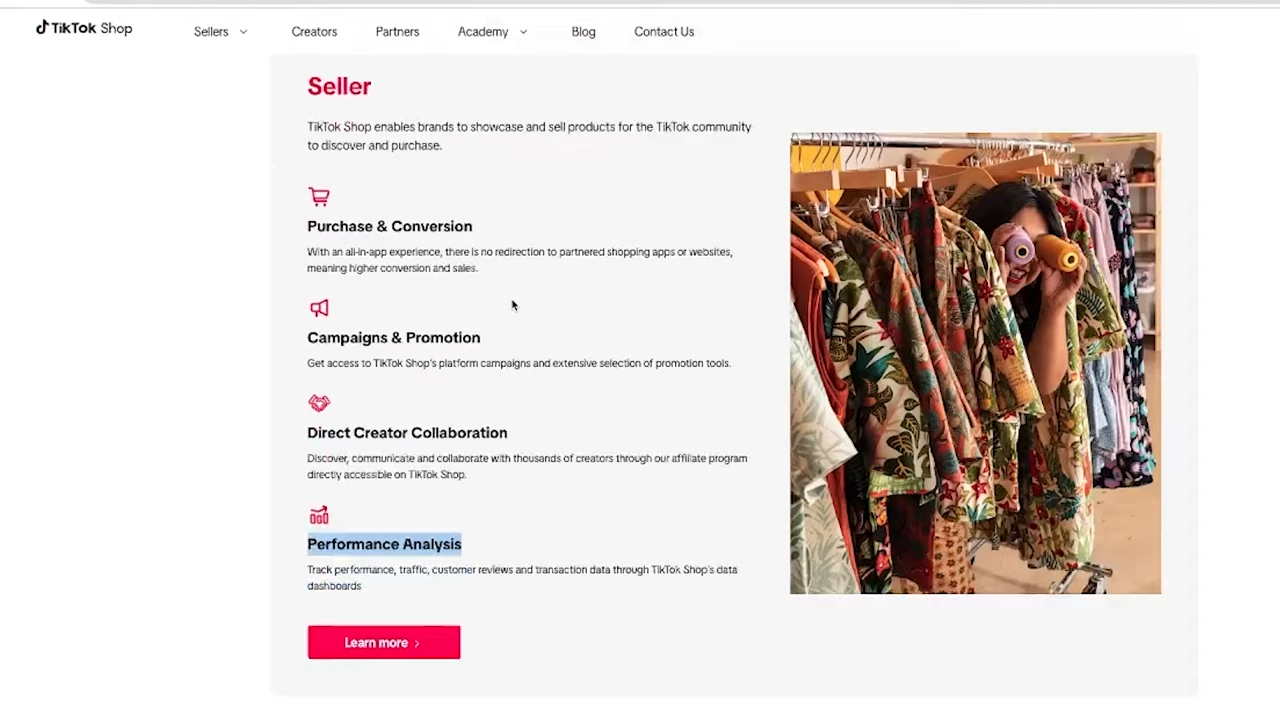 TikTok Shop
Sellers
Creators
Partners
Academy
Blog
Contact Us
Seller
TikTok Shop enables brands to showcase and sell products for the TikTok community
to discover and purchase.
Purchase & Conversion
With an all-in-app experience, there is no redirection to partnered shopping apps or websites,
meaning higher conversion and sales.
Campaigns & Promotion
Get access to TikTok Shop's platform campaigns and extensive selection of promotion tools.
Direct Creator Collaboration
Discover, communicate and collaborate with thousands of creators through our affiliate program
directly accessible on TikTok Shop.
Performance Analysis
Track performance, traffic, customer reviews and transaction data through TikTok Shop's data
dashboards
Learn more